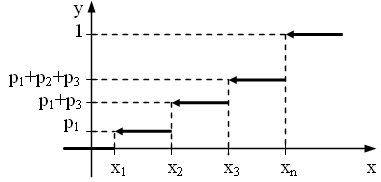 y
1
p₁+p₂+p₃
p₁+p₃
p₁
x₁ x₂ x₃ xₙ x